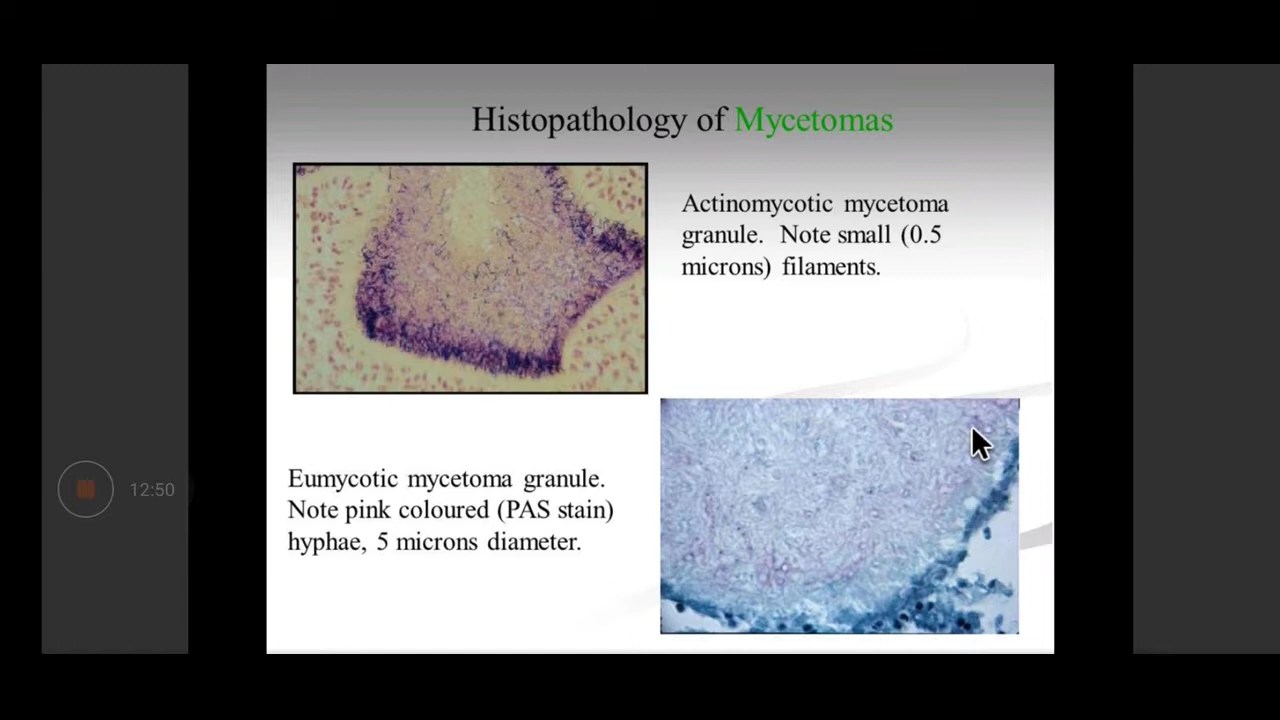 Histopathology of Mycetomas
Actinomycotic mycetoma
granule. Note small (0.5
microns) filaments.
Eumycotic mycetoma granule.
Note pink coloured (PAS stain)
hyphae, 5 microns diameter.
12:50